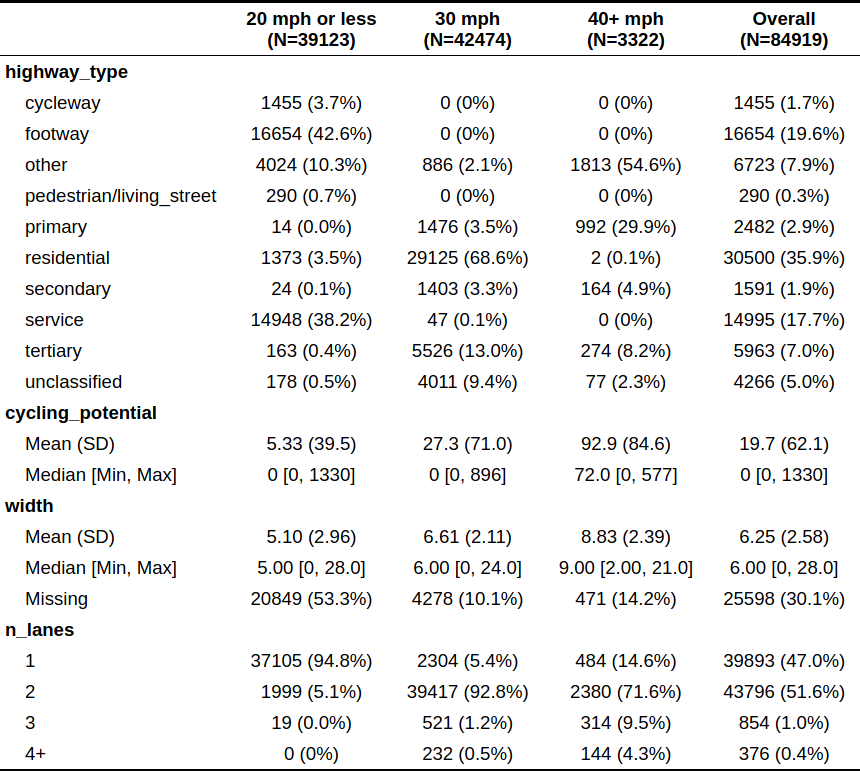 20 mph or less 30 mph 40+ mph Overall
(N=39123) (N=42474) (N=3322) (N=84919)
highway_type
cycleway 1455 (3.7%) 0 (0%) 0 (0%) 1455 (1.7%)
footway 16654 (42.6%) 0 (0%) 0 (0%) 16654 (19.6%)
other 4024 (10.3%) 886 (2.1%) 1813 (54.6%) 6723 (7.9%)
pedestrian/living_street 290 (0.7%) 0 (0%) 0 (0%) 290 (0.3%)
primary 14 (0.0%) 1476 (3.5%) 992 (29.9%) 2482 (2.9%)
residential 1373 (3.5%) 29125 (68.6%) 2 (0.1%) 30500 (35.9%)
secondary 24 (0.1%) 1403 (3.3%) 164 (4.9%) 1591 (1.9%)
service 14948 (38.2%) 47 (0.1%) 0 (0%) 14995 (17.7%)
tertiary 163 (0.4%) 5526 (13.0%) 274 (8.2%) 5963 (7.0%)
unclassified 178 (0.5%) 4011 (9.4%) 77 (2.3%) 4266 (5.0%)
cycling_potential
Mean (SD) 5.33 (39.5) 27.3 (71.0) 92.9 (84.6) 19.7 (62.1)
Median [Min, Max] 0 [0, 1330] 0 [0, 896] 72.0 [0, 577] 0 [0, 1330]
width
Mean (SD) 5.10 (2.96) 6.61 (2.11) 8.83 (2.39) 6.25 (2.58)
Median [Min, Max] 5.00 [0, 28.0] 6.00 [0, 24.0] 9.00 [2.00, 21.0] 6.00 [0, 28.0]
Missing 20849 (53.3%) 4278 (10.1%) 471 (14.2%) 25598 (30.1%)
n_lanes
1 37105 (94.8%) 2304 (5.4%) 484 (14.6%) 39893 (47.0%)
2 1999 (5.1%) 39417 (92.8%) 2380 (71.6%) 43796 (51.6%)
3 19 (0.0%) 521 (1.2%) 314 (9.5%) 854 (1.0%)
4+ 0 (0%) 232 (0.5%) 144 (4.3%) 376 (0.4%)